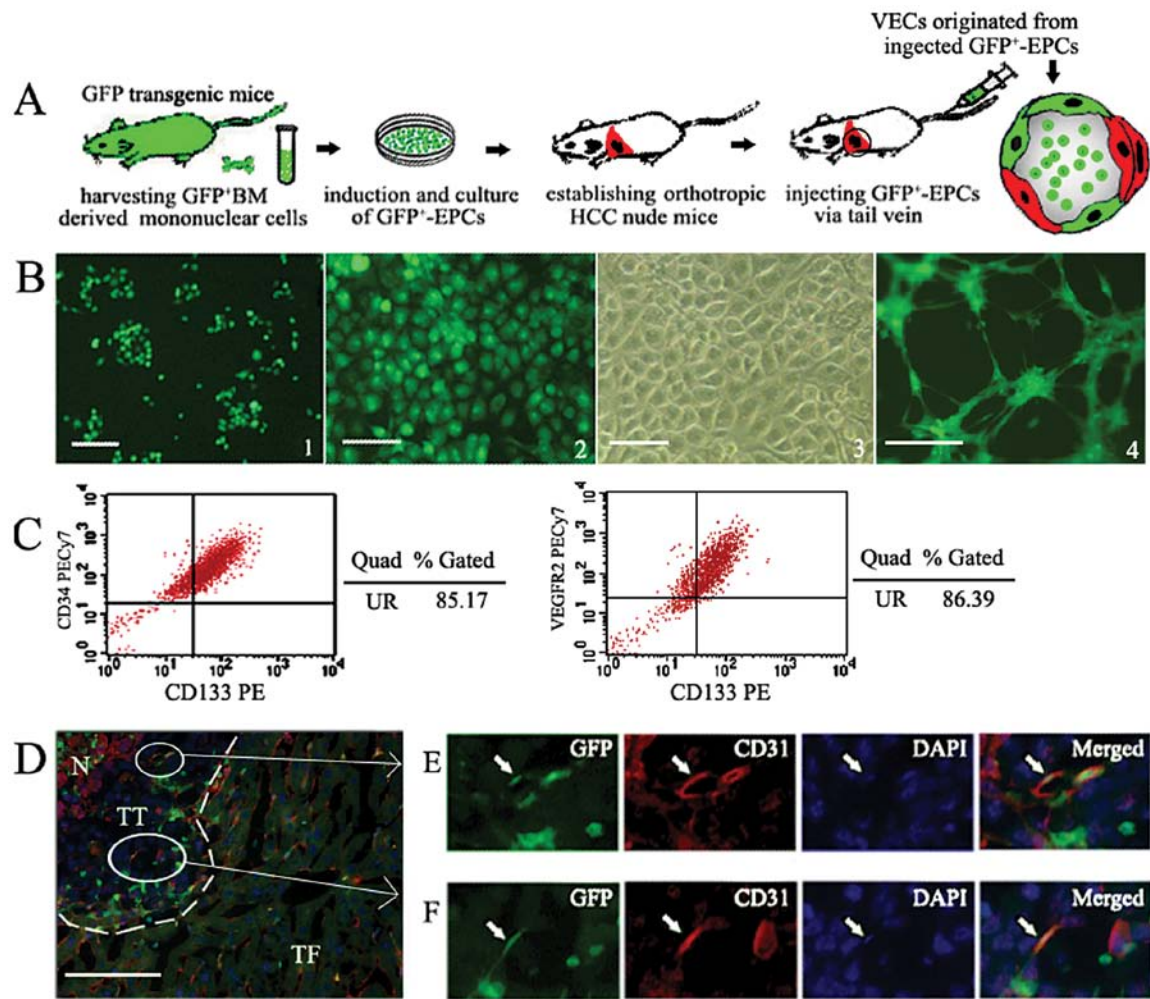 A
GFP transgenic mice
harvesting GFP⁺BM
derived mononuclear cells
induction and culture
of GFP⁺-EPCs
establishing orthotropic
HCC nude mice
injecting GFP⁺-EPCs
via tail vein
VECs originated from
ingected GFP⁺-EPCs
B
1
2
3
4
C
CD34 PECy7
10⁴
10³
10²
10¹
10⁰
10⁰ 10¹ 10² 10³ 10⁴
CD133 PE
Quad % Gated
UR 85.17
VEGFR2 PECy7
10⁴
10³
10²
10¹
10⁰
10⁰ 10¹ 10² 10³ 10⁴
CD133 PE
Quad % Gated
UR 86.39
D
N
TT
TF
E
GFP
CD31
DAPI
Merged
F
GFP
CD31
DAPI
Merged